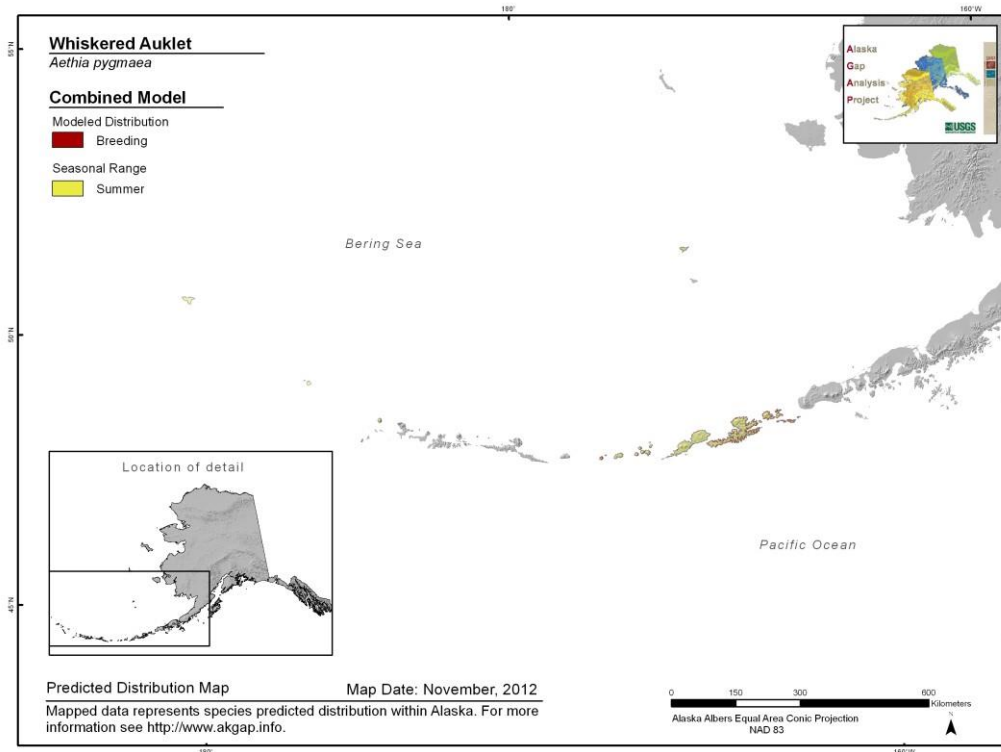 180°
160°W
55°N
Whiskered Auklet
Aethia pygmaea
Combined Model
Modeled Distribution
Breeding
Seasonal Range
Summer
Alaska
Gap
Analysis
Project
USGS
Bering Sea
50°N
Location of detail
Pacific Ocean
45°N
Predicted Distribution Map
Map Date: November, 2012
Mapped data represents species predicted distribution within Alaska. For more
information see http://www.akgap.info.
0 150 300 600
Kilometers
Alaska Albers Equal Area Conic Projection
NAD 83
N
180°
160°W